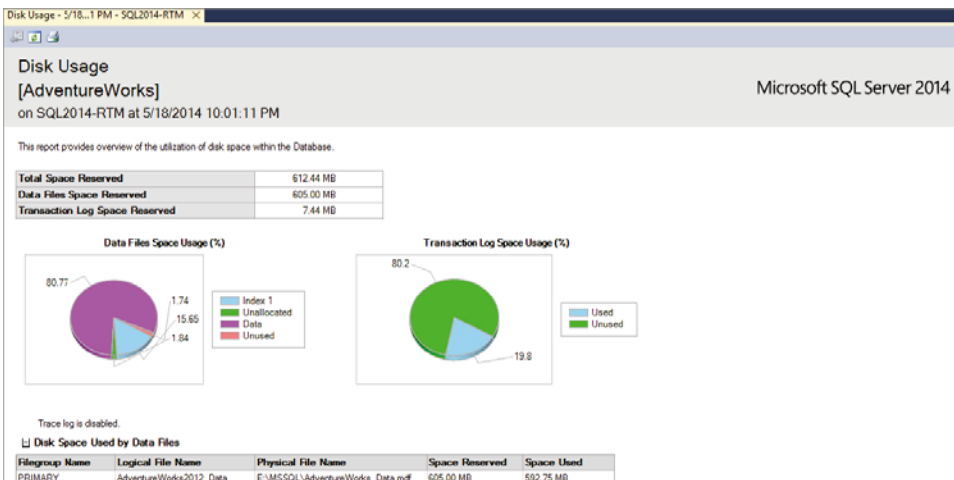 Disk Usage - 5/18...1 PM - SQL2014-RTM ×
Disk Usage
[AdventureWorks]
on SQL2014-RTM at 5/18/2014 10:01:11 PM
Microsoft SQL Server 2014
This report provides overview of the utilization of disk space within the Database.
Total Space Reserved 612.44 MB
Data Files Space Reserved 605.00 MB
Transaction Log Space Reserved 7.44 MB
Data Files Space Usage (%)
80.77
1.74
15.65
1.84
Index 1
Unallocated
Data
Unused
Transaction Log Space Usage (%)
80.2
19.8
Used
Unused
Trace log is disabled.
Disk Space Used by Data Files
Filegroup Name Logical File Name Physical File Name Space Reserved Space Used
PRIMARY AdventureWorks2012_Data E:\MSSQL\AdventureWorks_Data.mdf 605.00 MB 592.75 MB